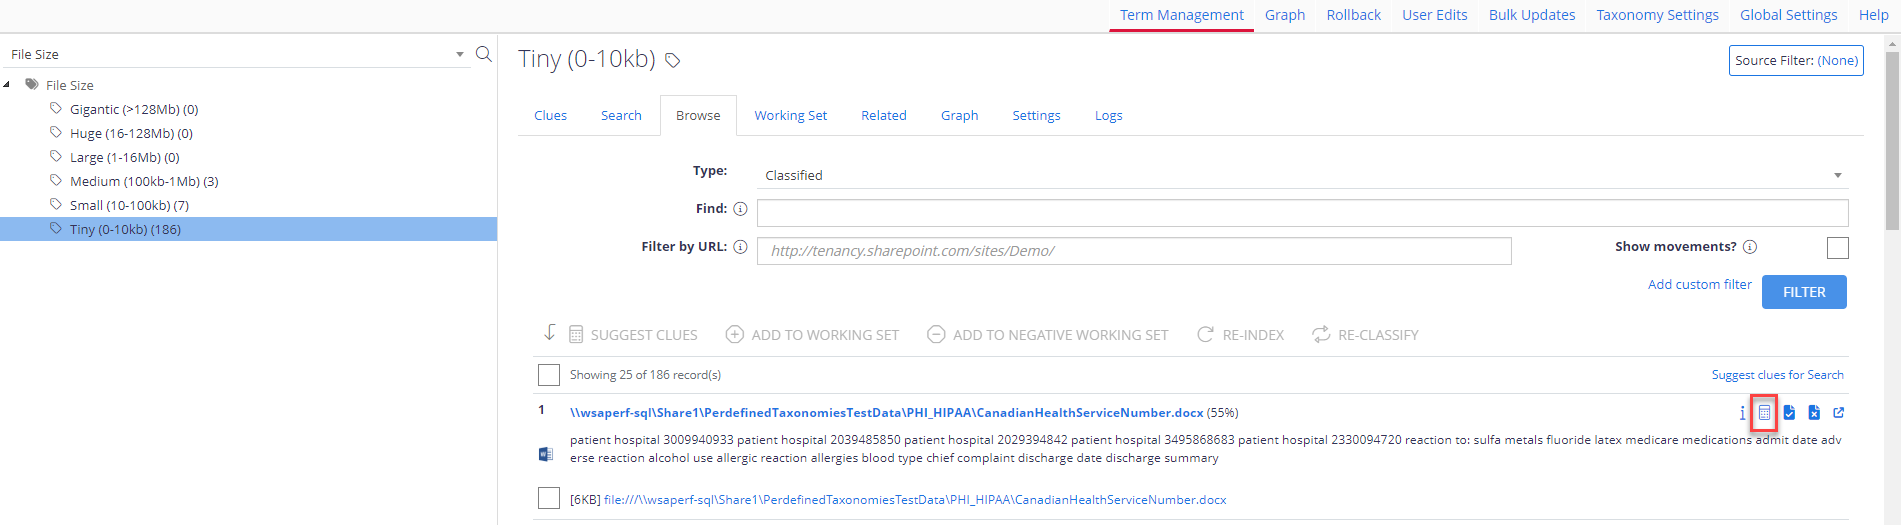 Term Management Graph Rollback User Edits Bulk Updates Taxonomy Settings Global Settings Help
File Size
File Size
Gigantic (>128Mb) (0)
Huge (16-128Mb) (0)
Large (1-16Mb) (0)
Medium (100kb-1Mb) (3)
Small (10-100kb) (7)
Tiny (0-10kb) (186)
Tiny (0-10kb)
Source Filter: (None)
Clues Search Browse Working Set Related Graph Settings Logs
Type: Classified
Find:
Filter by URL: http://tenancy.sharepoint.com/sites/Demo/ Show movements?
Add custom filter FILTER
SUGGEST CLUES ADD TO WORKING SET ADD TO NEGATIVE WORKING SET RE-INDEX RE-CLASSIFY
Showing 25 of 186 record(s) Suggest clues for Search
1 \\wsaperf-sql\Share1\PerdefinedTaxonomiesTestData\PHI_HIPAA\CanadianHealthServiceNumber.docx (55%)
patient hospital 3009940933 patient hospital 2039485850 patient hospital 2029394842 patient hospital 3495868683 patient hospital 2330094720 reaction to: sulfa metals fluoride latex medicare medications admit date adv
erse reaction alcohol use allergic reaction allergies blood type chief complaint discharge date discharge summary
[6KB] file:///\\wsaperf-sql\Share1\PerdefinedTaxonomiesTestData\PHI_HIPAA\CanadianHealthServiceNumber.docx